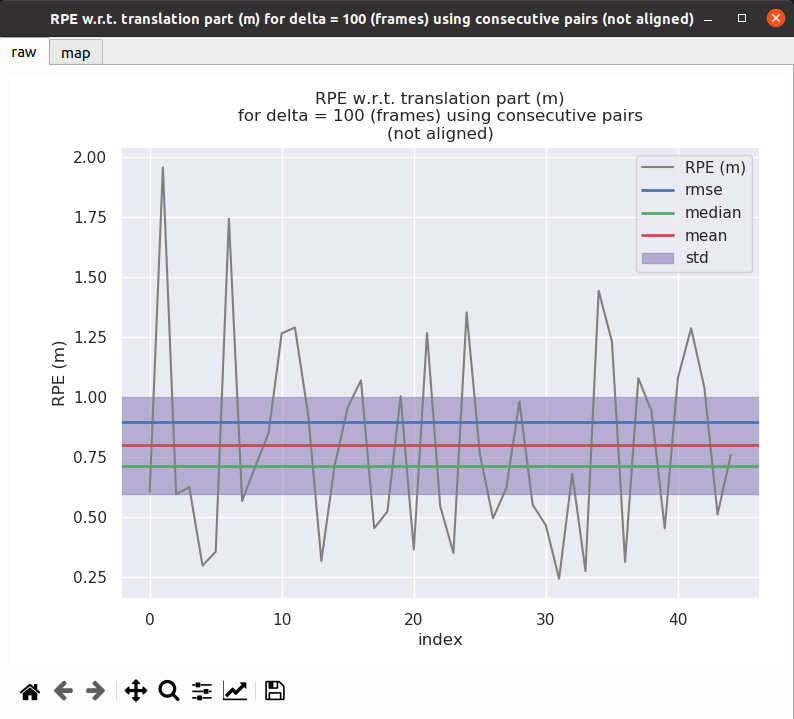 RPE w.r.t. translation part (m) for delta = 100 (frames) using consecutive pairs (not aligned)
raw
map
RPE w.r.t. translation part (m)
for delta = 100 (frames) using consecutive pairs
(not aligned)
RPE (m)
rmse
median
mean
std
2.00
1.75
1.50
1.25
1.00
0.75
0.50
0.25
RPE (m)
0
10
20
30
40
index